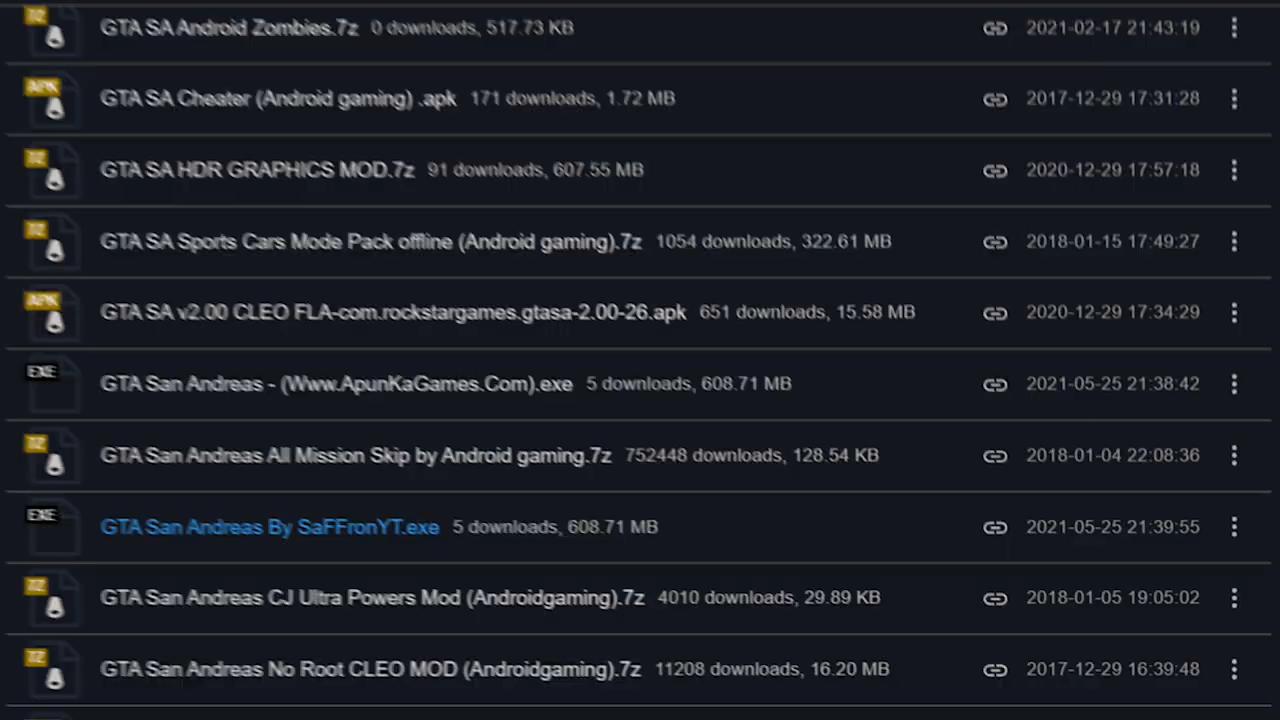 7Z
GTA SA Android Zombies.7z 0 downloads, 517.73 KB 2021-02-17 21:43:19
APK
GTA SA Cheater (Android gaming) .apk 171 downloads, 1.72 MB 2017-12-29 17:31:28
7Z
GTA SA HDR GRAPHICS MOD.7z 91 downloads, 607.55 MB 2020-12-29 17:57:18
7Z
GTA SA Sports Cars Mode Pack offline (Android gaming).7z 1054 downloads, 322.61 MB 2018-01-15 17:49:27
APK
GTA SA v2.00 CLEO FLA-com.rockstargames.gtasa-2.00-26.apk 651 downloads, 15.58 MB 2020-12-29 17:34:29
EXE
GTA San Andreas - (Www.ApunKaGames.Com).exe 5 downloads, 608.71 MB 2021-05-25 21:38:42
7Z
GTA San Andreas All Mission Skip by Android gaming.7z 752448 downloads, 128.54 KB 2018-01-04 22:08:36
EXE
GTA San Andreas By SaFFronYT.exe 5 downloads, 608.71 MB 2021-05-25 21:39:55
7Z
GTA San Andreas CJ Ultra Powers Mod (Androidgaming).7z 4010 downloads, 29.89 KB 2018-01-05 19:05:02
7Z
GTA San Andreas No Root CLEO MOD (Androidgaming).7z 11208 downloads, 16.20 MB 2017-12-29 16:39:48